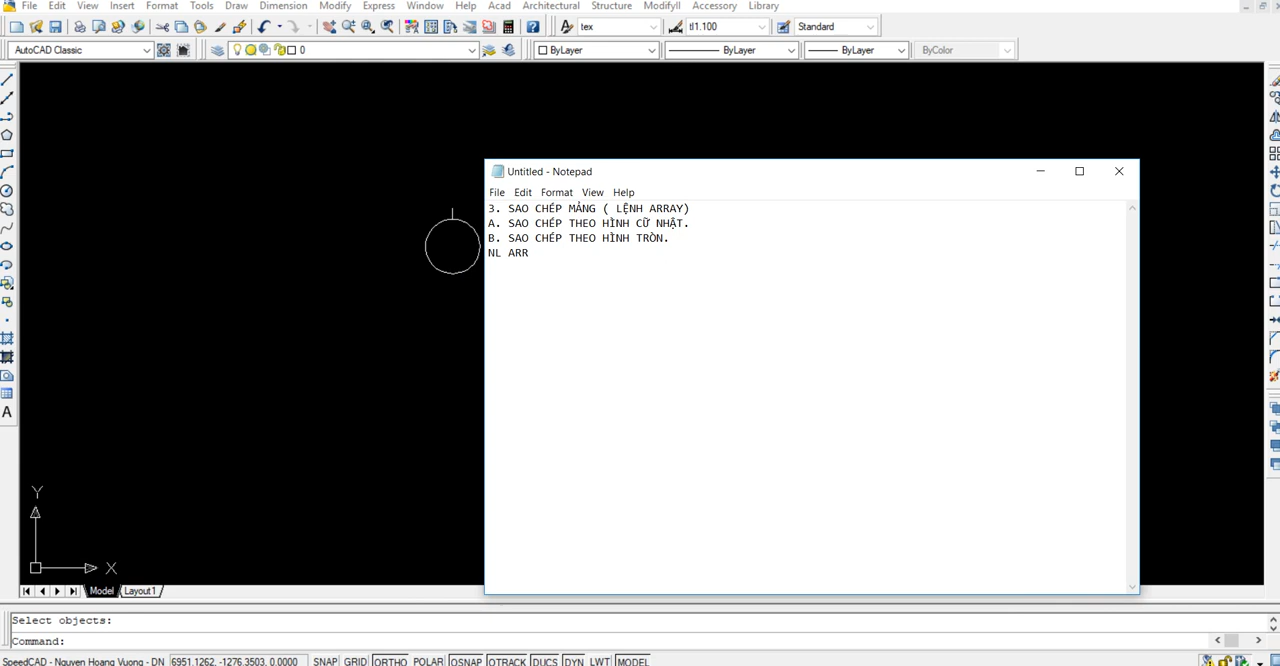 File Edit View Insert Format Tools Draw Dimension Modify Express Window Help Acad Architectural Structure Modifyll Accessory Library
tex tl1.100 Standard
AutoCAD Classic 0 ByLayer ByLayer ByLayer ByColor
Untitled - Notepad
File Edit Format View Help
3. SAO CHÉP MẢNG ( LỆNH ARRAY)
A. SAO CHÉP THEO HÌNH CỮ NHẬT.
B. SAO CHÉP THEO HÌNH TRÒN.
NL ARR
A
Y
X
Model Layout1
Select objects:
Command:
SpeedCAD - Nguyen Hoang Vuong - DN 6951.1262, -1276.3503, 0.0000 SNAP GRID ORTHO POLAR OSNAP OTRACK DUCS DYN LWT MODEL